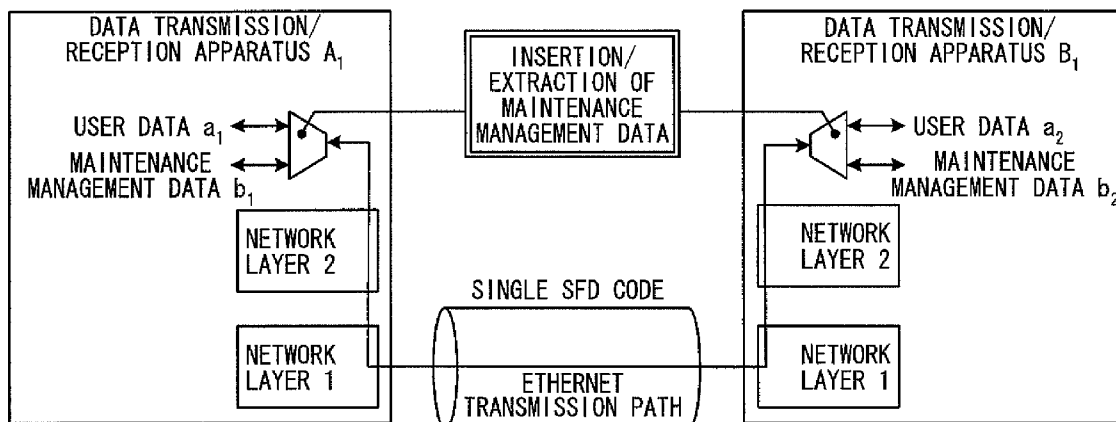 DATA TRANSMISSION/
RECEPTION APPARATUS A1
USER DATA a1
MAINTENANCE
MANAGEMENT DATA b1
NETWORK
LAYER 2
NETWORK
LAYER 1
INSERTION/
EXTRACTION OF
MAINTENANCE
MANAGEMENT DATA
SINGLE SFD CODE
ETHERNET
TRANSMISSION PATH
DATA TRANSMISSION/
RECEPTION APPARATUS B1
USER DATA a2
MAINTENANCE
MANAGEMENT DATA b2
NETWORK
LAYER 2
NETWORK
LAYER 1